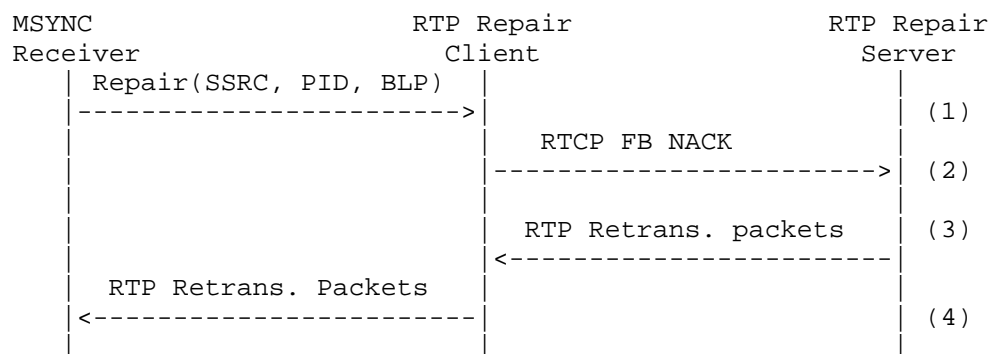 MSYNC RTP Repair RTP Repair
Receiver Client Server
Repair(SSRC, PID, BLP)
(1)
RTCP FB NACK
(2)
RTP Retrans. packets (3)
RTP Retrans. Packets
(4)